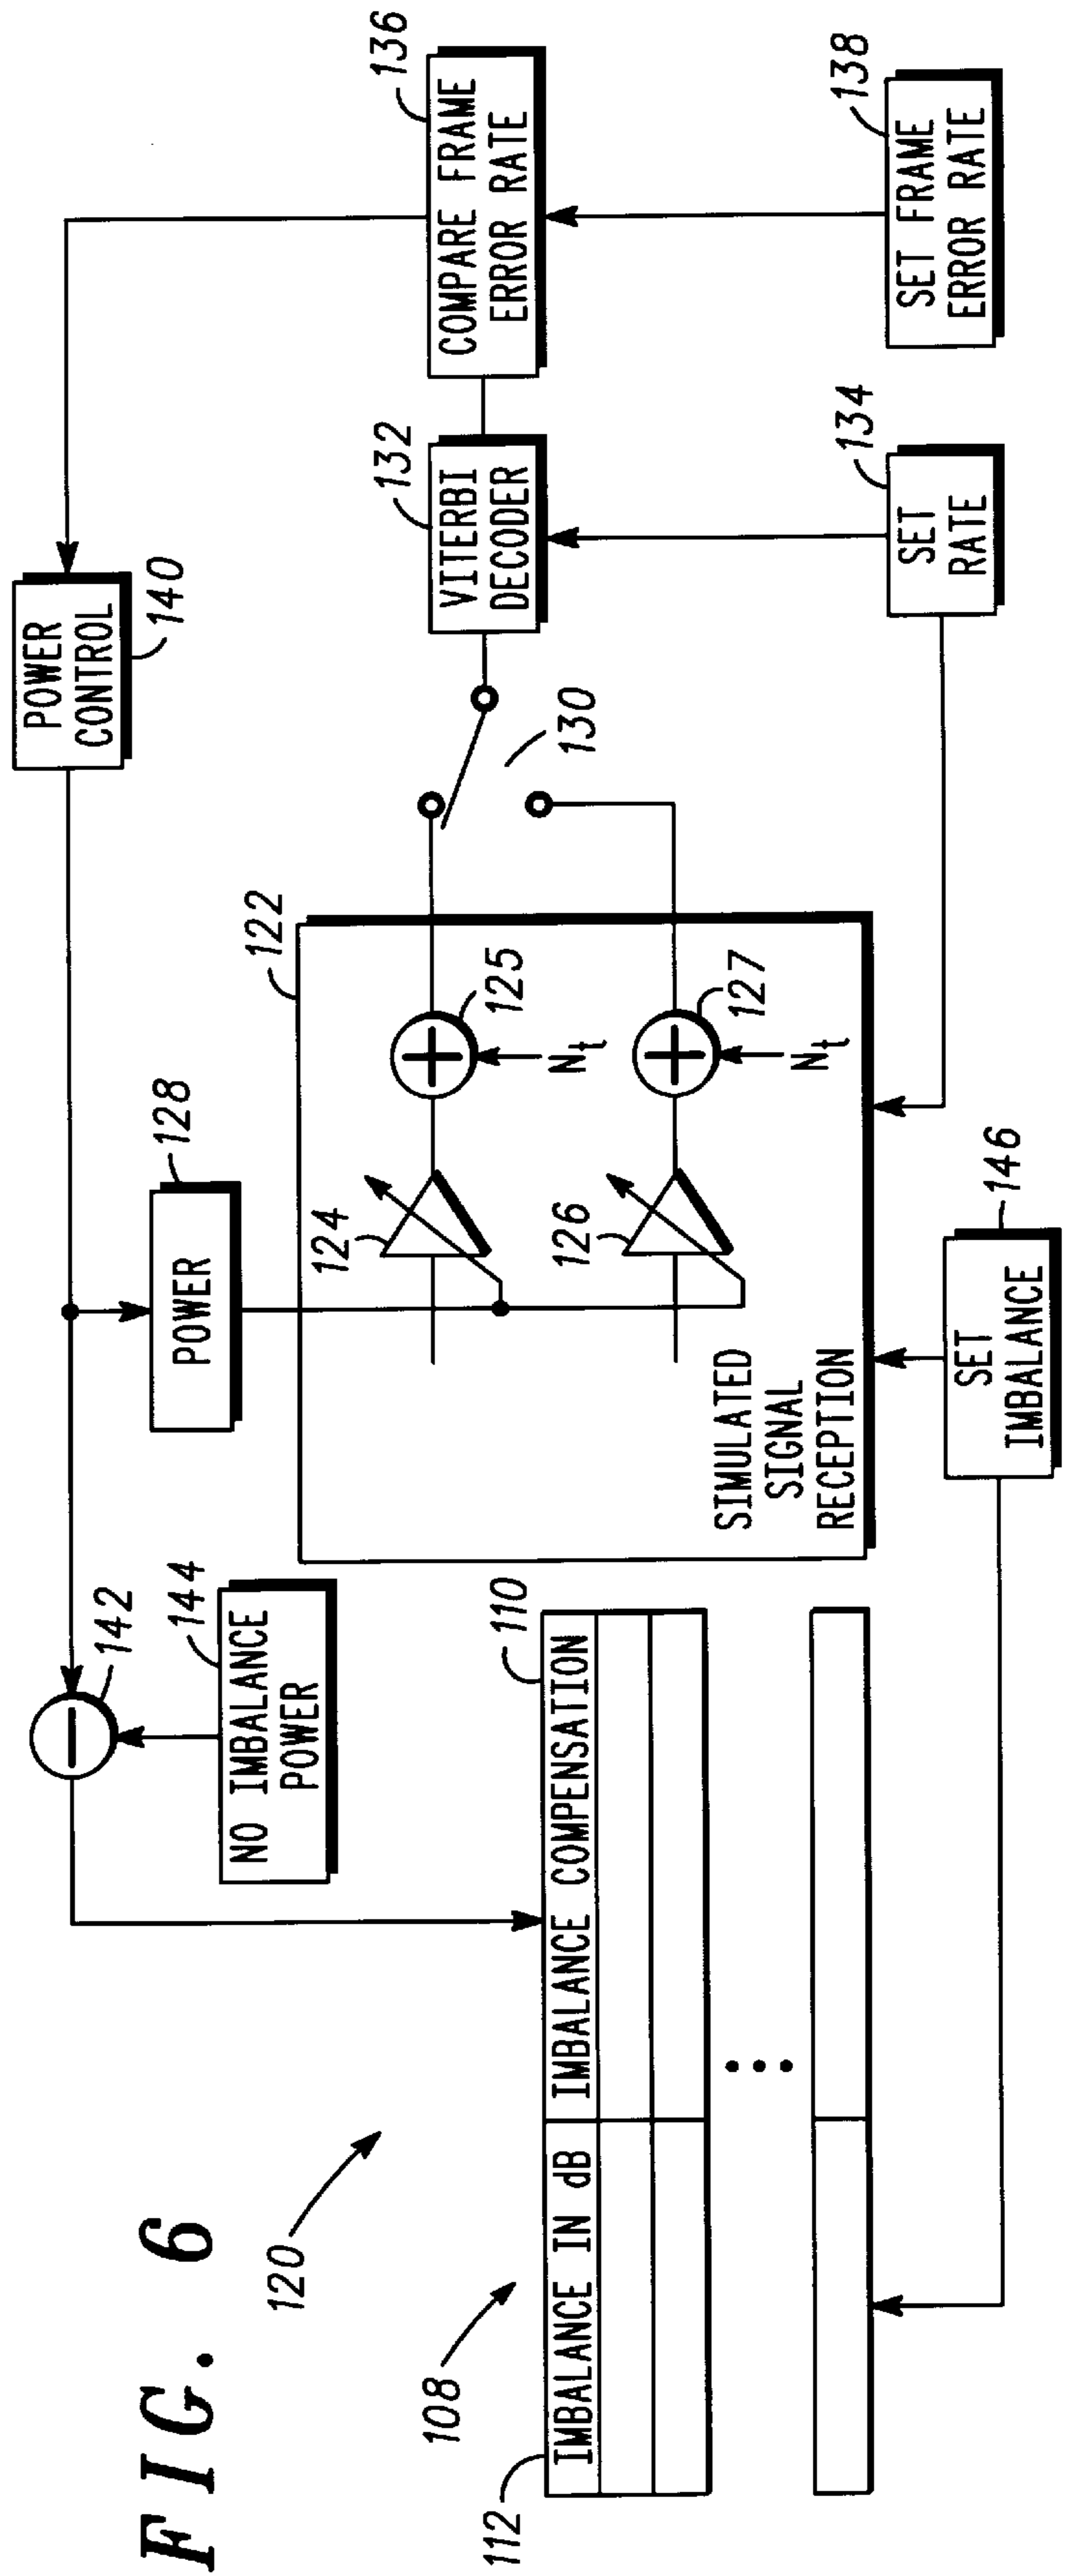 FIG. 6
120
142
144
NO IMBALANCE
POWER
128
POWER
POWER
CONTROL
140
136
COMPARE FRAME
ERROR RATE
132
VITERBI
DECODER
130
122
124
125
Nt
126
127
Nt
SIMULATED
SIGNAL
RECEPTION
108
112
IMBALANCE IN dB
IMBALANCE COMPENSATION
110
146
SET
IMBALANCE
134
SET
RATE
138
SET FRAME
ERROR RATE